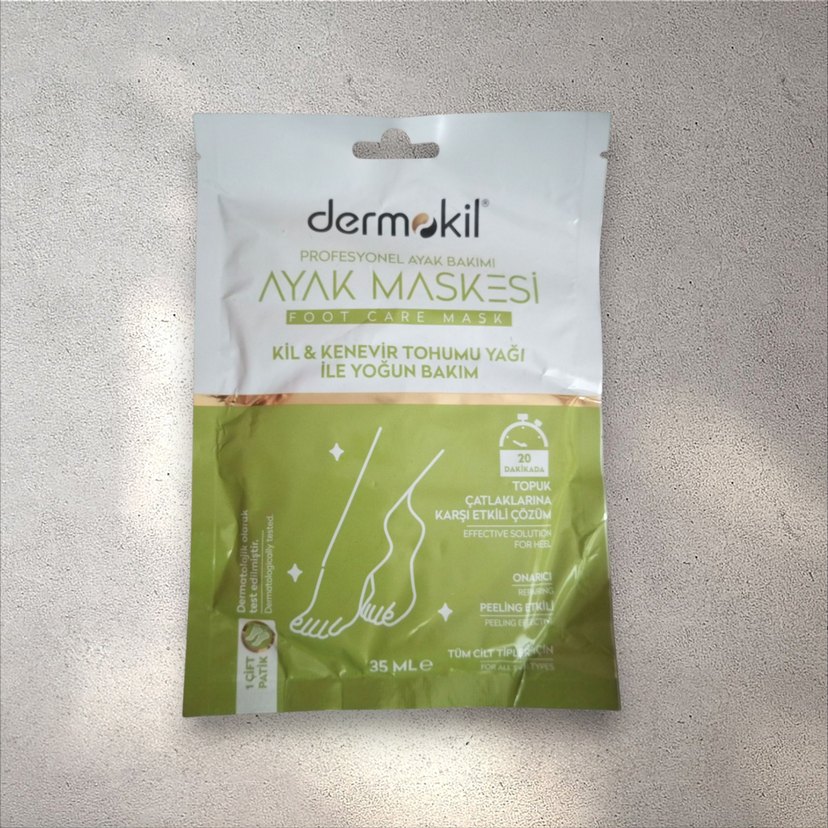 dermokil®
PROFESYONEL AYAK BAKIMI
AYAK MASKESİ
FOOT CARE MASK
KİL & KENEVİR TOHUMU YAĞI
İLE YOĞUN BAKIM
20
DAKİKADA
TOPUK
ÇATLAKLARINA
KARŞI ETKİLİ ÇÖZÜM
EFFECTIVE SOLUTION
FOR HEEL
ONARICI
REPAIRING
PEELING ETKİLİ
PEELING EFFECTIVE
TÜM CİLT TİPLERİ İÇİN
FOR ALL SKIN TYPES
Dermatolojik olarak
test edilmiştir.
Dermatologically tested.
1 ÇİFT
PATİK
35 ML ℮